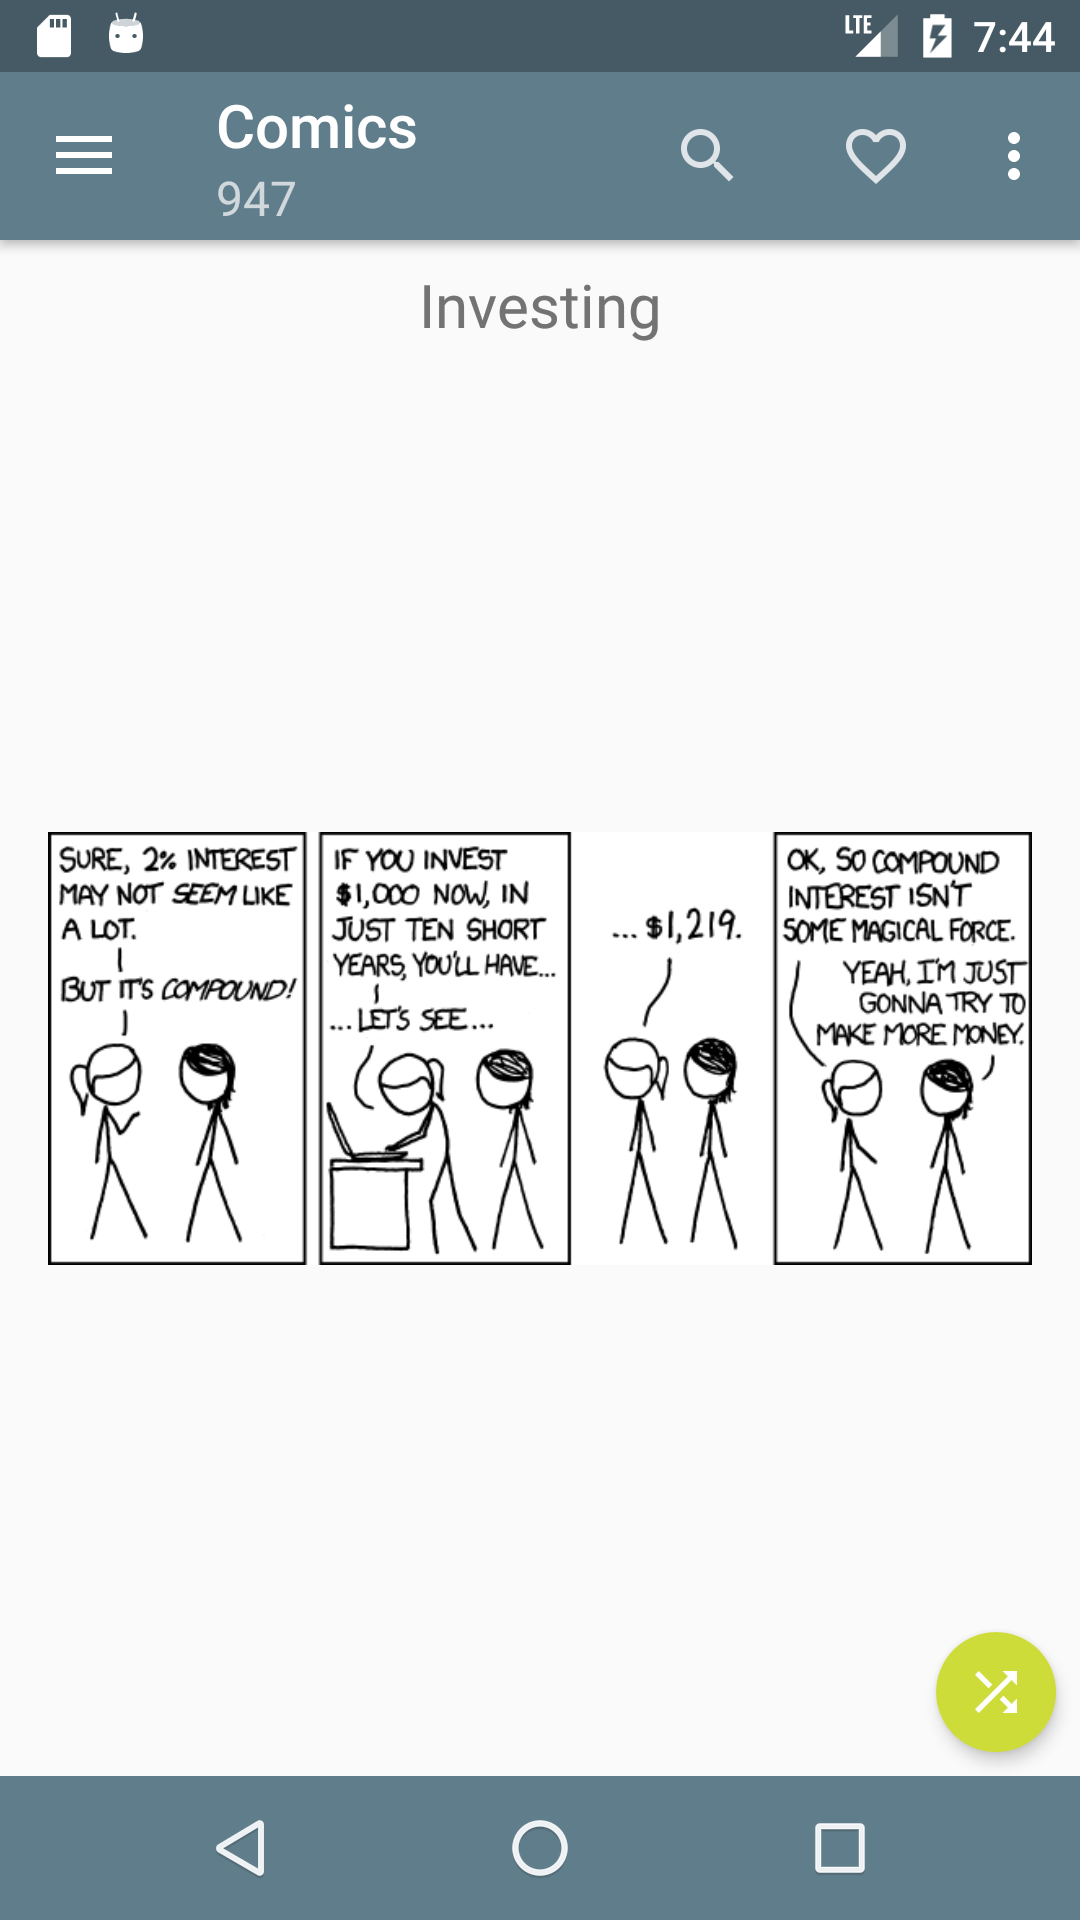 LTE 7:44
Comics
947
Investing
SURE, 2% INTEREST
MAY NOT SEEM LIKE
A LOT.
BUT IT'S COMPOUND!
IF YOU INVEST
$1,000 NOW, IN
JUST TEN SHORT
YEARS, YOU'LL HAVE...
...LET'S SEE...
...$1,219.
OK, SO COMPOUND
INTEREST ISN'T
SOME MAGICAL FORCE.
YEAH, I'M JUST
GONNA TRY TO
MAKE MORE MONEY.